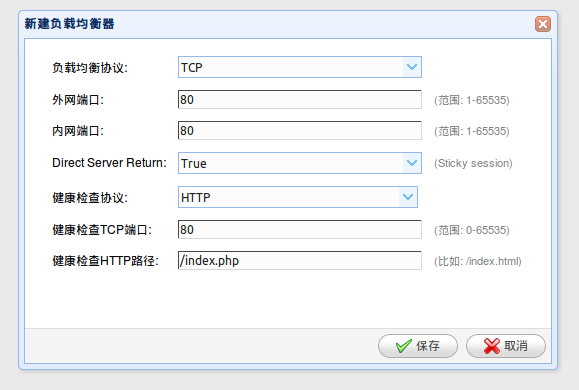 新建负载均衡器
负载均衡协议: TCP
外网端口: 80 (范围: 1-65535)
内网端口: 80 (范围: 1-65535)
Direct Server Return: True (Sticky session)
健康检查协议: HTTP
健康检查TCP端口: 80 (范围: 0-65535)
健康检查HTTP路径: /index.php (比如: /index.html)
保存 取消